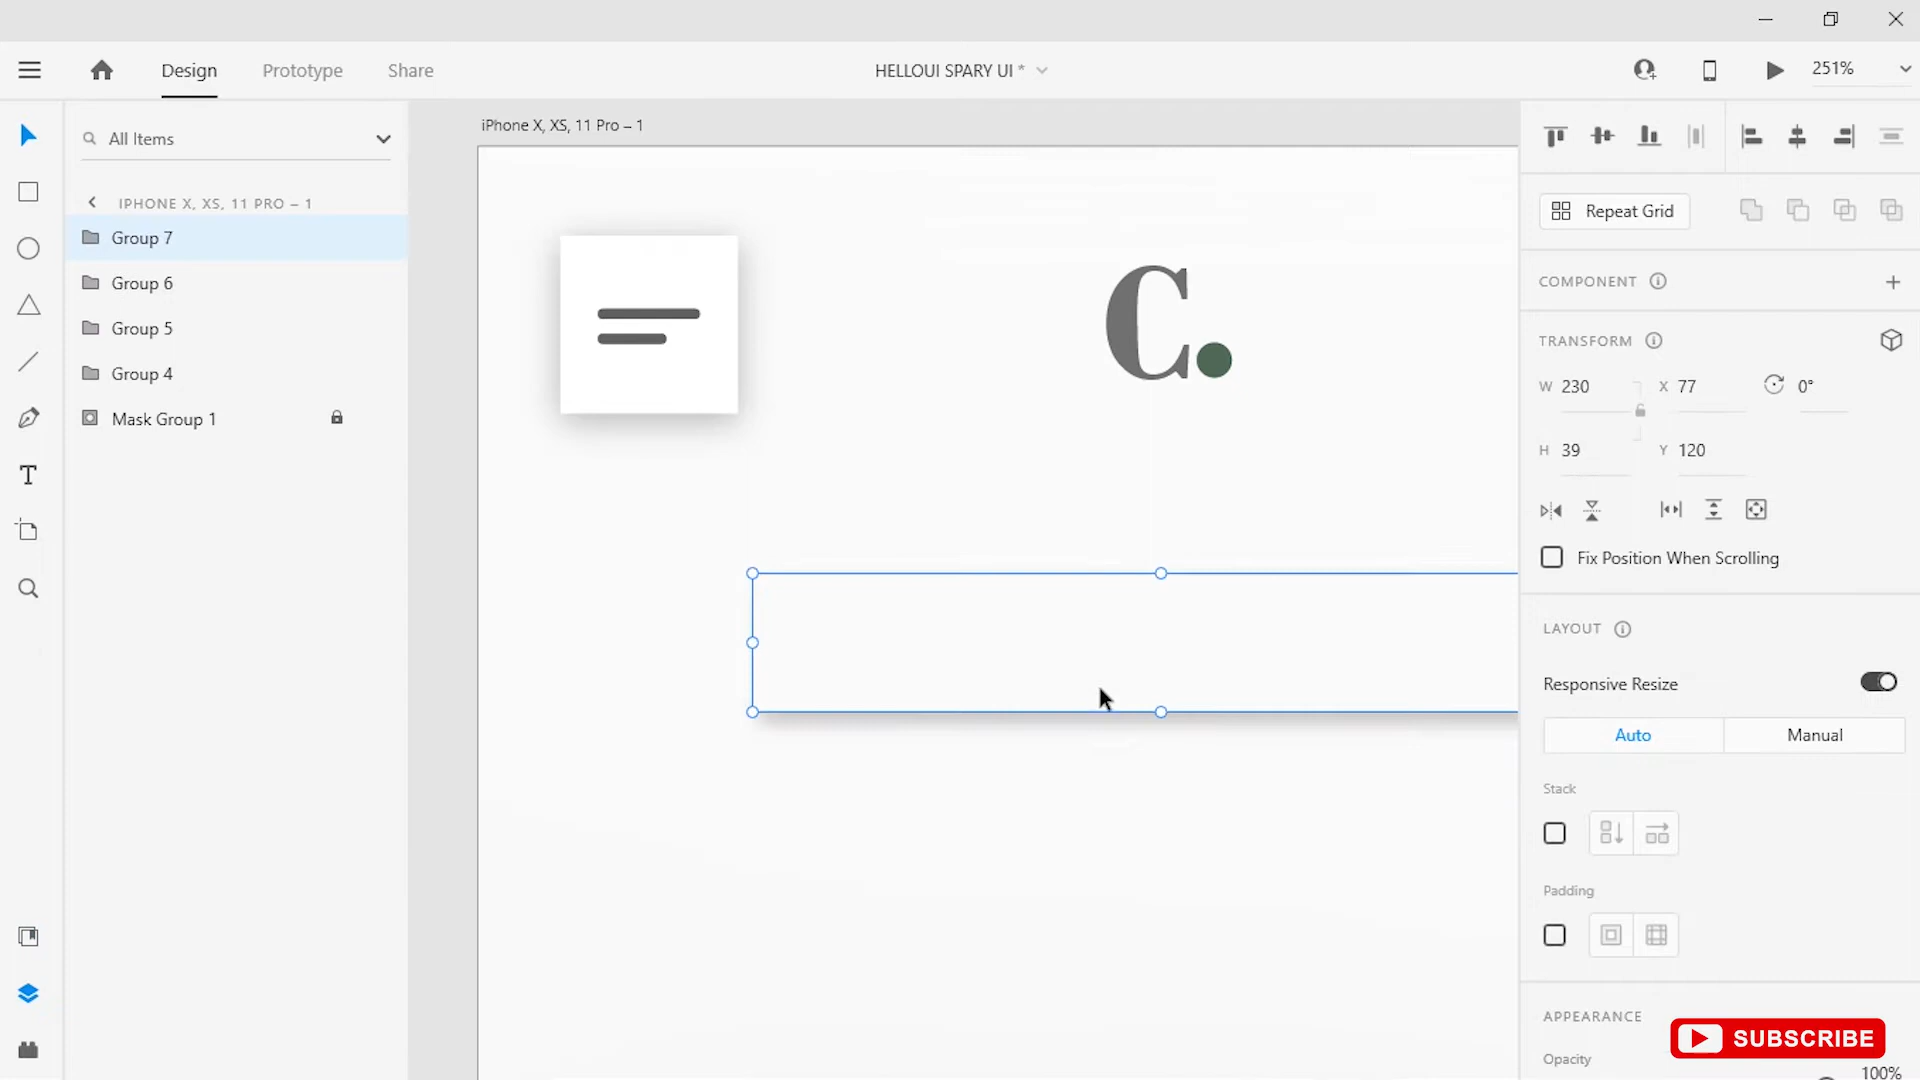 Design
Prototype
Share
HELLOUI SPARY UI *
251%
All Items
IPHONE X, XS, 11 PRO – 1
Group 7
Group 6
Group 5
Group 4
Mask Group 1
iPhone X, XS, 11 Pro – 1
C.
Repeat Grid
COMPONENT
TRANSFORM
W 230
X 77
0°
H 39
Y 120
Fix Position When Scrolling
LAYOUT
Responsive Resize
Auto
Manual
Stack
Padding
APPEARANCE
SUBSCRIBE
Opacity
100%